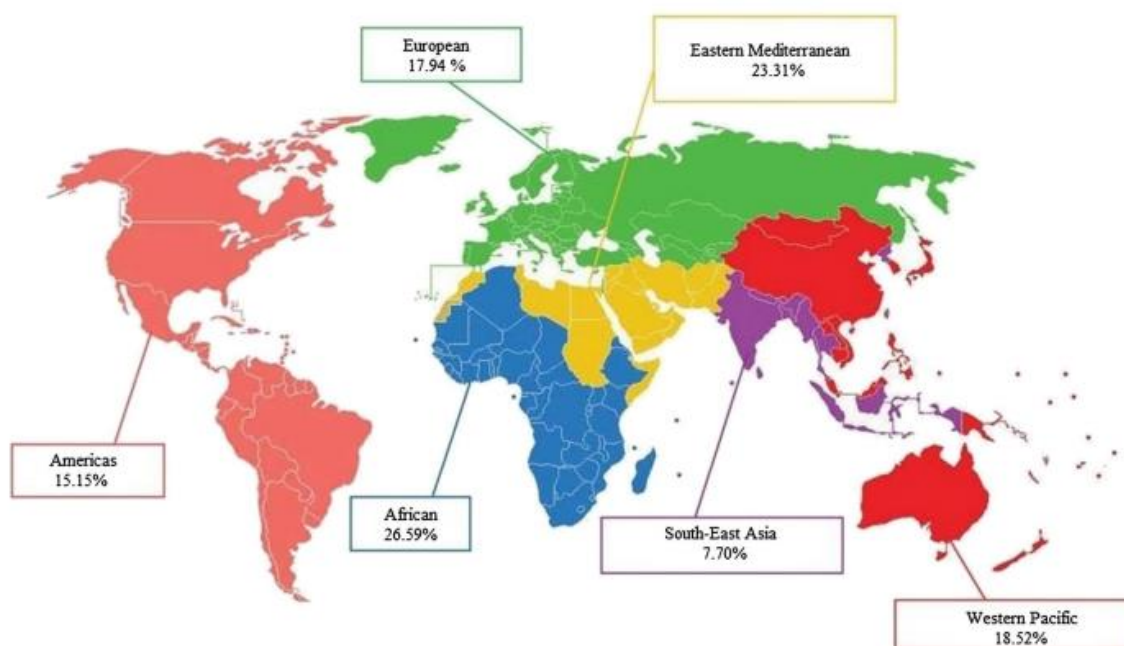 European
17.94 %
Eastern Mediterranean
23.31%
Americas
15.15%
African
26.59%
South-East Asia
7.70%
Western Pacific
18.52%